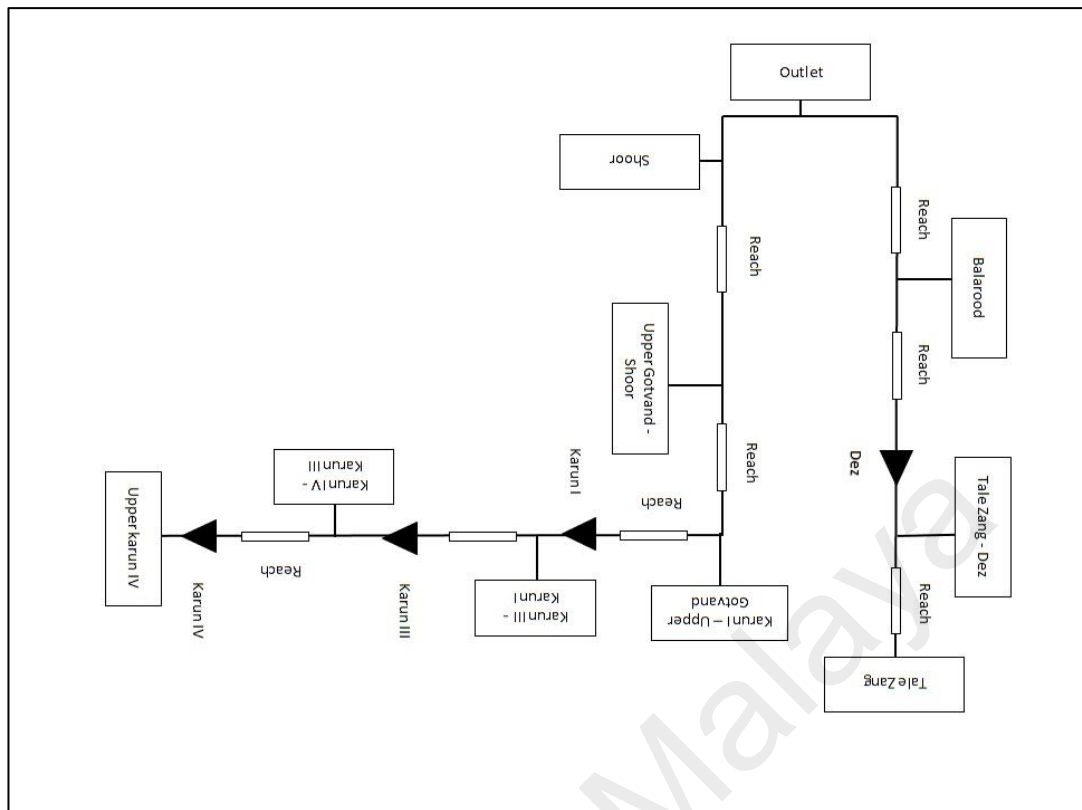 Outlet
Shoor
Reach
Reach
Balarood
Upper Gotvand -
Shoor
Reach
Reach
Dez
Tale Zang - Dez
Karun IV -
Karun III
Karun I
Reach
Upper karun IV
Reach
Karun IV
Karun III
Karun III -
Karun I
Karun I – Upper
Gotvand
Reach
Tale Zang
Malaya